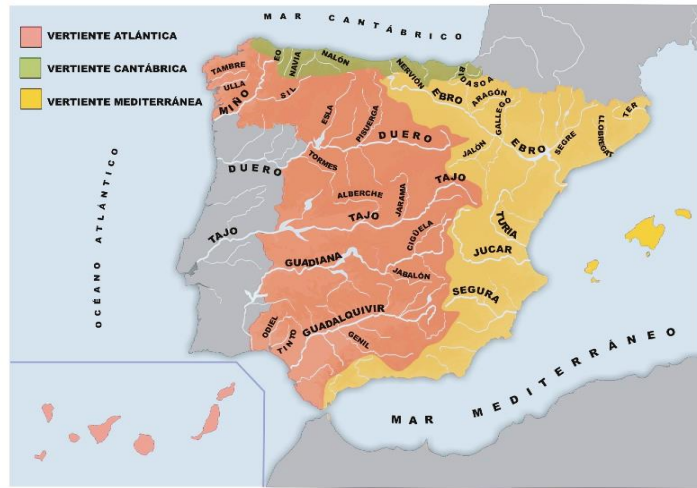 MAR CANTÁBRICO
VERTIENTE ATLÁNTICA
VERTIENTE CANTÁBRICA
VERTIENTE MEDITERRÁNEA
OCÉANO ATLÁNTICO
TAMBRE
ULLA
MIÑO
SIL
EO
NAVIA
NALÓN
NERVIÓN
BIDASOA
EBRO
ARAGÓN
GALLEGO
EBRO
SEGRE
LLOBREGAT
TER
ESLA
PISUERGA
DUERO
DUERO
TORMES
JALÓN
TAJO
ALBERCHE
JARAMA
TAJO
TAJO
CIGÜELA
TURIA
JUCAR
GUADIANA
JABALÓN
SEGURA
ODIEL
TINTO
GUADALQUIVIR
GENIL
MAR MEDITERRÁNEO